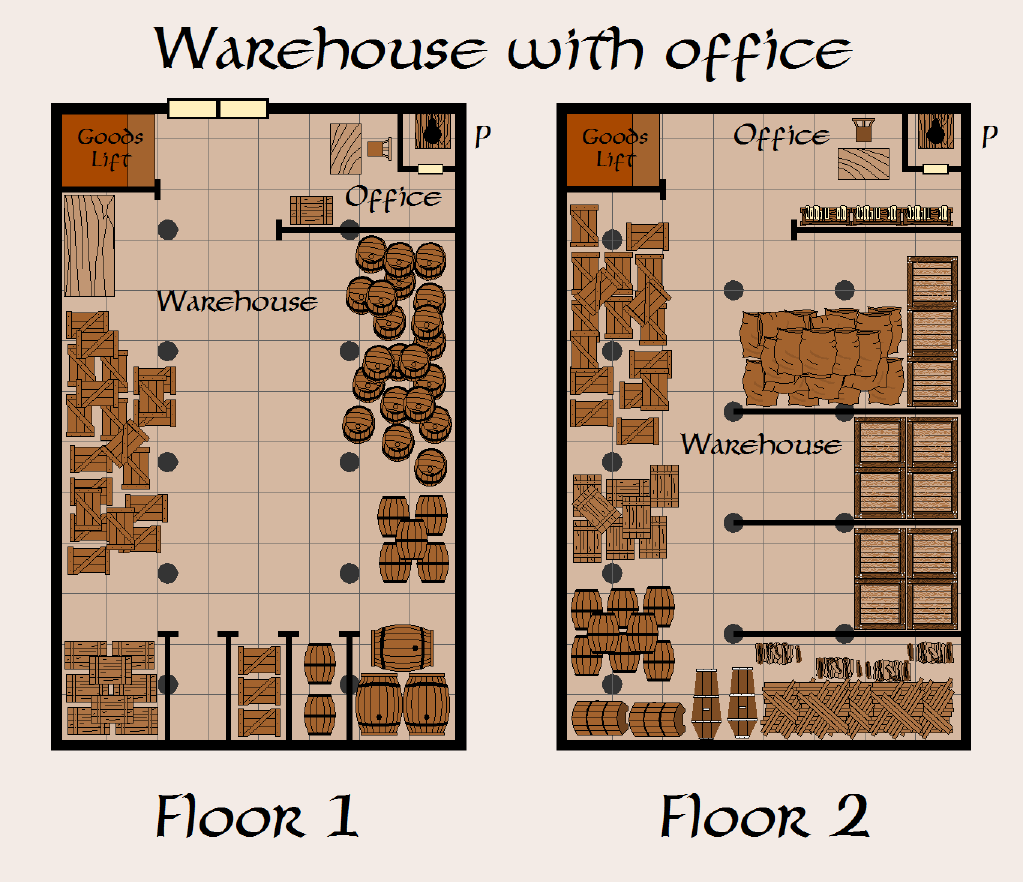 Warehouse with office
Goods
Lift
P
Office
Warehouse
Floor 1
Goods
Lift
Office
P
Warehouse
Floor 2